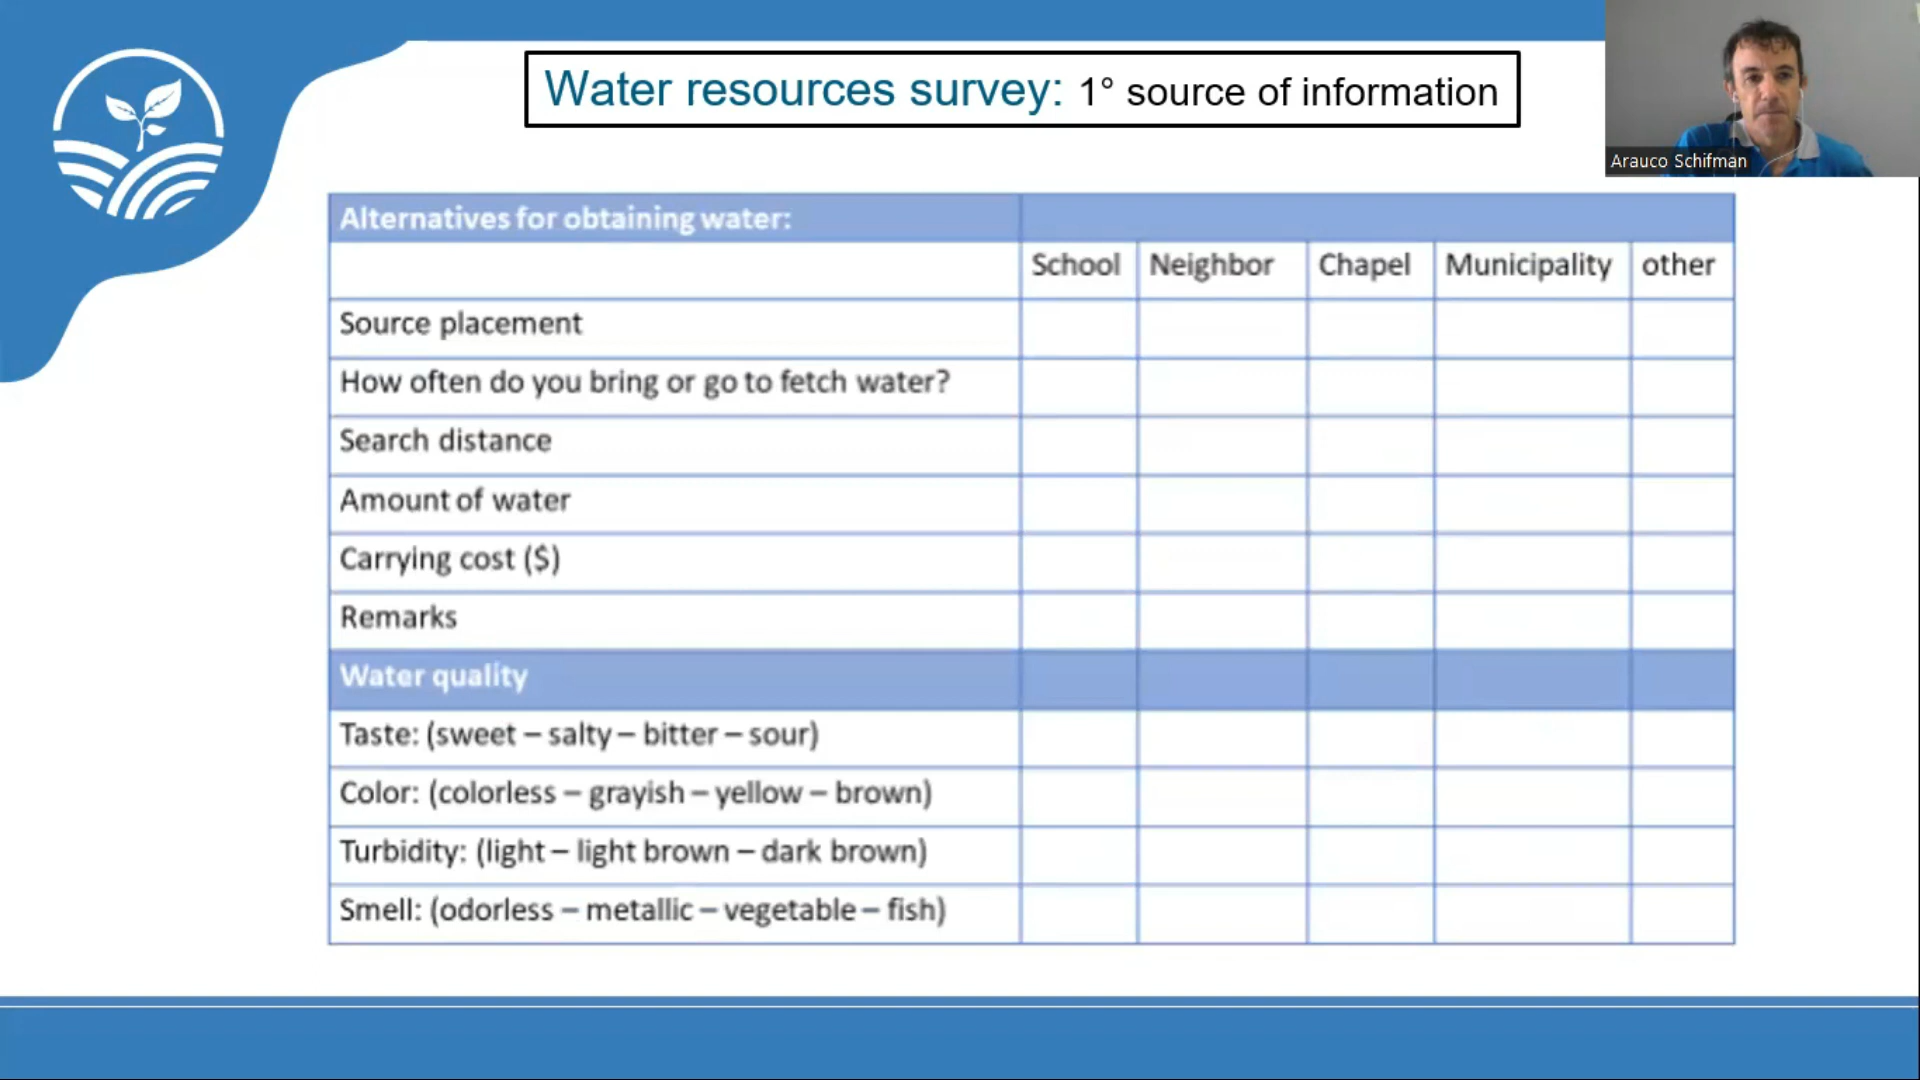 Water resources survey: 1° source of information
Arauco Schifman
Alternatives for obtaining water:
School Neighbor Chapel Municipality other
Source placement
How often do you bring or go to fetch water?
Search distance
Amount of water
Carrying cost ($)
Remarks
Water quality
Taste: (sweet – salty – bitter – sour)
Color: (colorless – grayish – yellow – brown)
Turbidity: (light – light brown – dark brown)
Smell: (odorless – metallic – vegetable – fish)